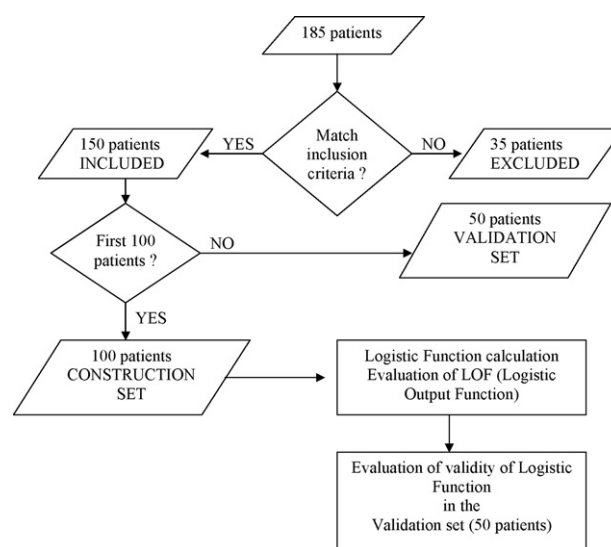 185 patients
Match
inclusion
criteria ?
YES
NO
150 patients
INCLUDED
35 patients
EXCLUDED
First 100
patients ?
NO
50 patients
VALIDATION
SET
YES
100 patients
CONSTRUCTION
SET
Logistic Function calculation
Evaluation of LOF (Logistic
Output Function)
Evaluation of validity of Logistic
Function
in the
Validation set (50 patients)